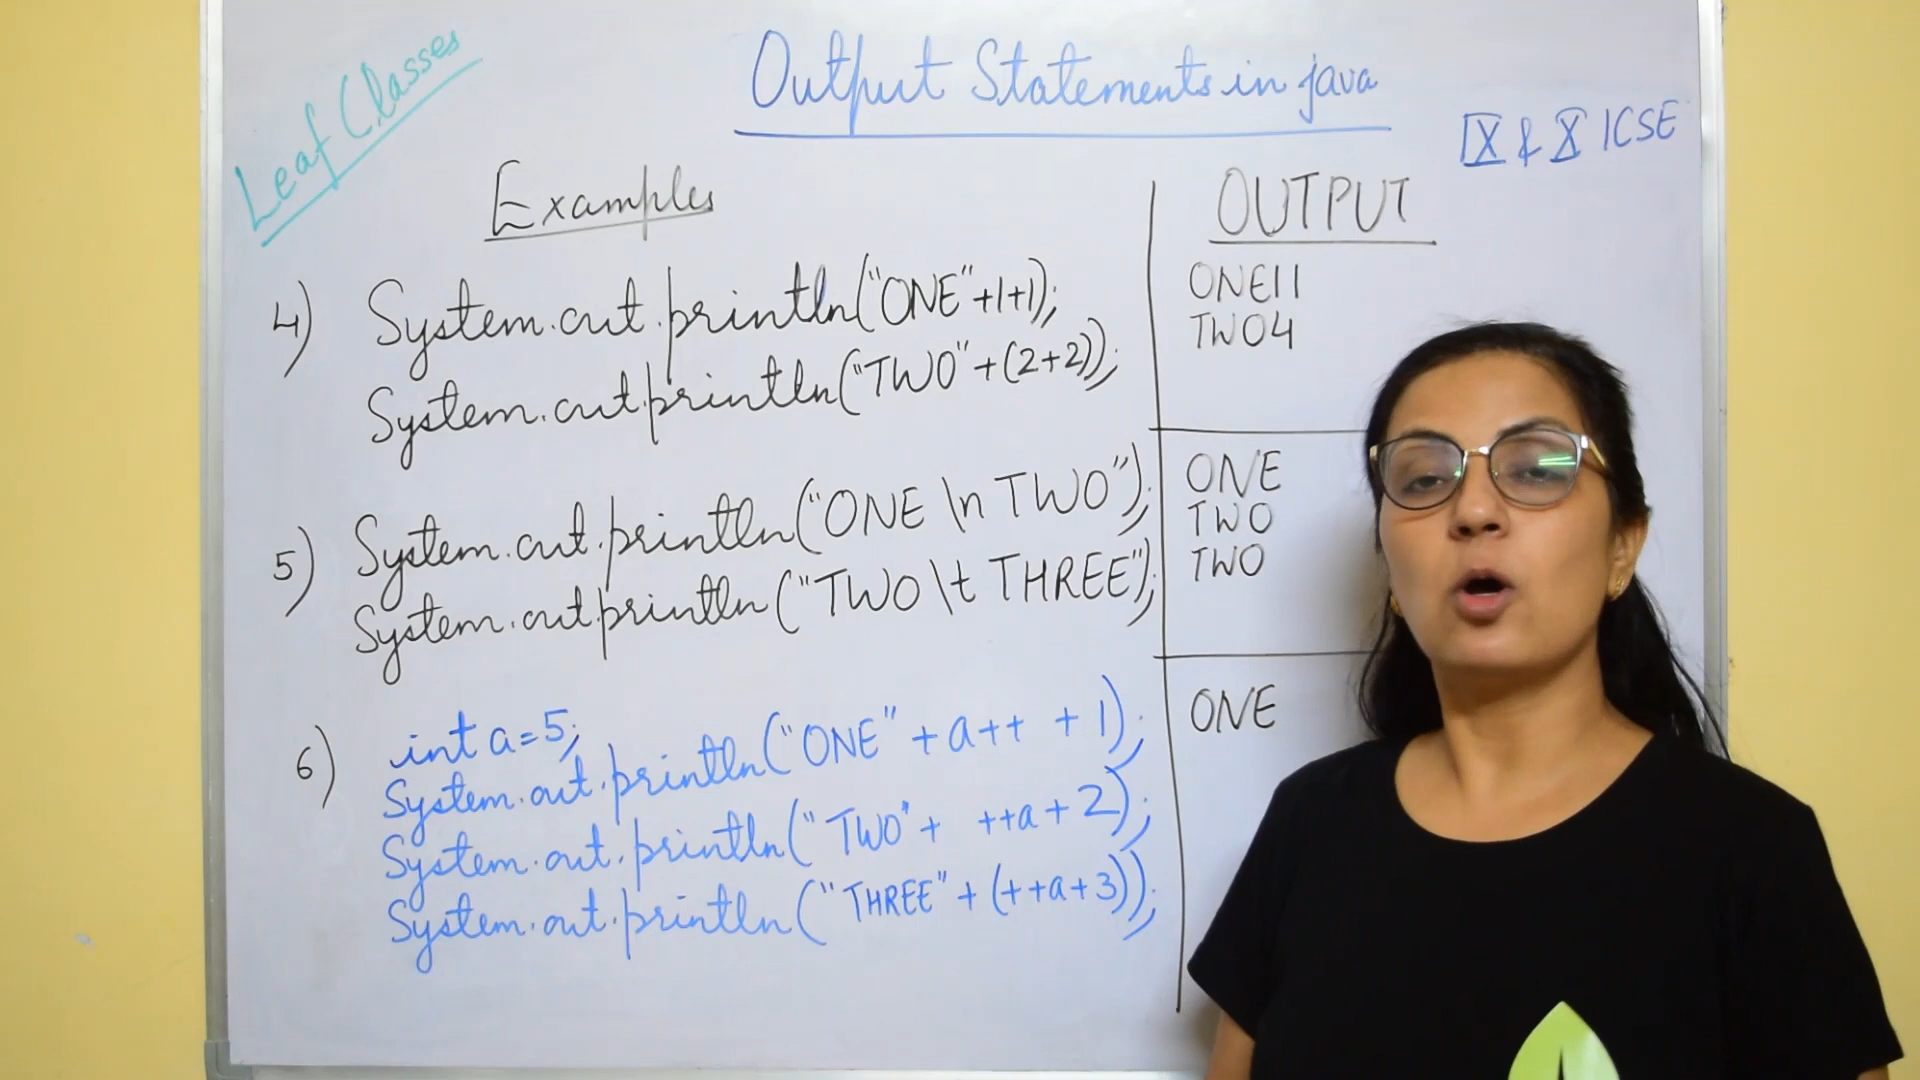 Leaf Classes
Output Statements in java
IX & X ICSE
Examples
OUTPUT
4) System.out.println("ONE"+1+1);
System.out.println("TWO"+(2+2));
ONE11
TWO4
5) System.out.println("ONE \n TWO");
System.out.println("TWO \t THREE");
ONE
TWO
TWO
6) int a=5;
System.out.println("ONE" + a++ + 1);
System.out.println("TWO"+ ++a+2);
System.out.println("THREE"+(++a+3));
ONE